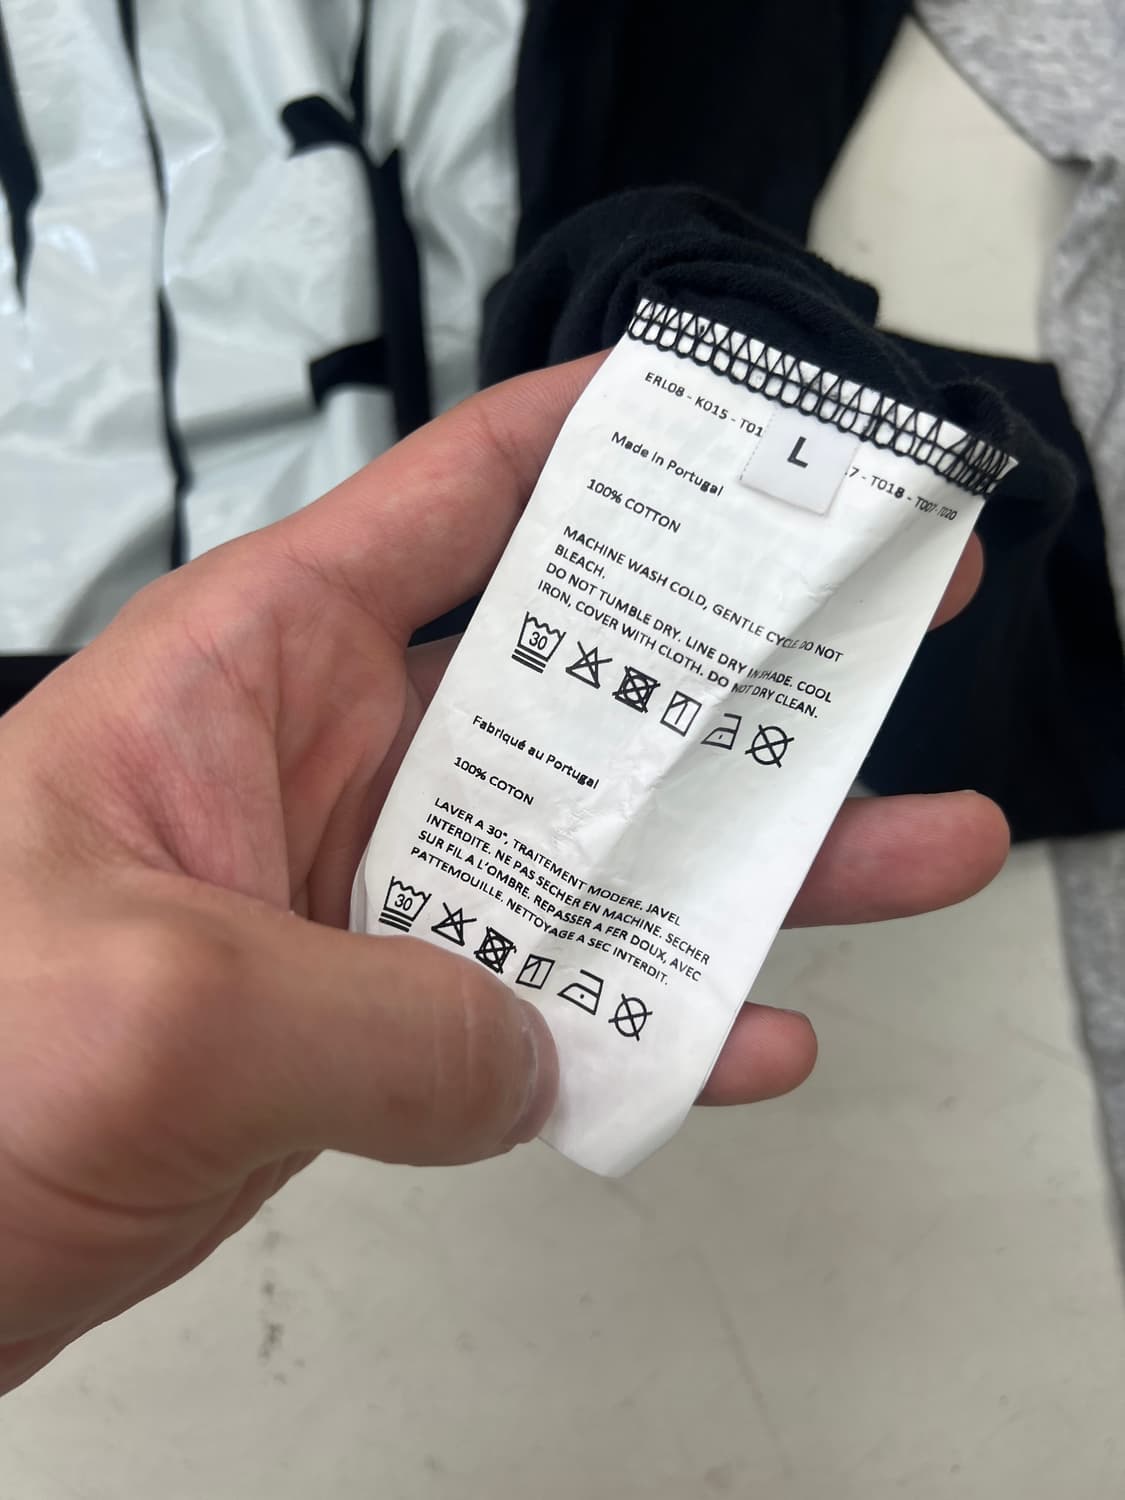 ERL08 - K015 - T01
L
7 - T018 - T007- T020
Made In Portugal
100% COTTON
MACHINE WASH COLD, GENTLE CYCLE DO NOT
BLEACH.
DO NOT TUMBLE DRY. LINE DRY IN SHADE. COOL
IRON, COVER WITH CLOTH. DO NOT DRY CLEAN.
30
Fabriqué au Portugal
100% COTON
LAVER A 30°, TRAITEMENT MODERE. JAVEL
INTERDITE. NE PAS SECHER EN MACHINE. SECHER
SUR FIL A L'OMBRE. REPASSER A FER DOUX, AVEC
PATTEMOUILLE. NETTOYAGE A SEC INTERDIT.
30